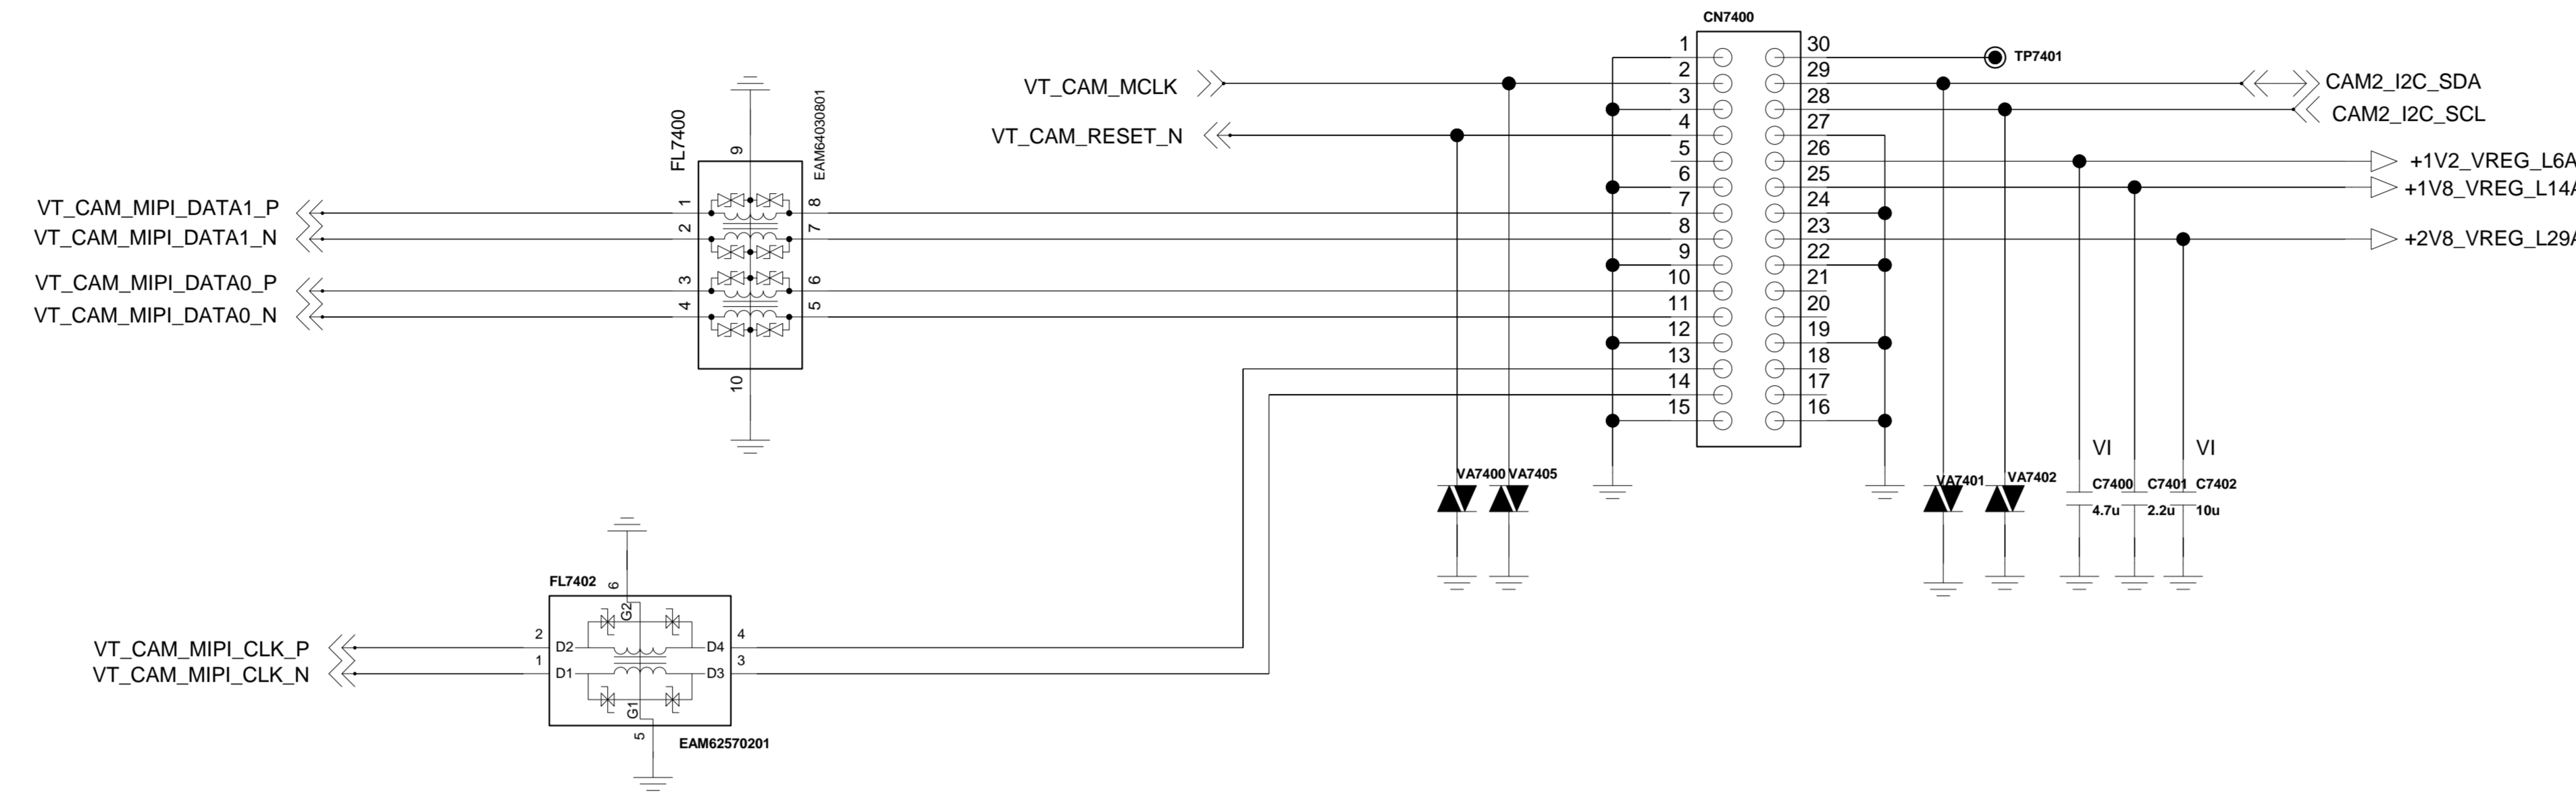 CN7400
1
2
3
4
5
6
7
8
9
10
11
12
13
14
15
30
29
28
27
26
25
24
23
22
21
20
19
18
17
16
TP7401
VT_CAM_MCLK
VT_CAM_RESET_N
CAM2_I2C_SDA
CAM2_I2C_SCL
+1V2_VREG_L6A
+1V8_VREG_L14A
+2V8_VREG_L29A
FL7400
EAM64030801
9
1
2
3
4
8
7
6
5
10
VT_CAM_MIPI_DATA1_P
VT_CAM_MIPI_DATA1_N
VT_CAM_MIPI_DATA0_P
VT_CAM_MIPI_DATA0_N
VA7400
VA7405
VA7401
VA7402
VI
VI
C7400
C7401
C7402
4.7u
2.2u
10u
FL7402
6
G2
2
D2
D4
4
1
D1
D3
3
G1
5
EAM62570201
VT_CAM_MIPI_CLK_P
VT_CAM_MIPI_CLK_N